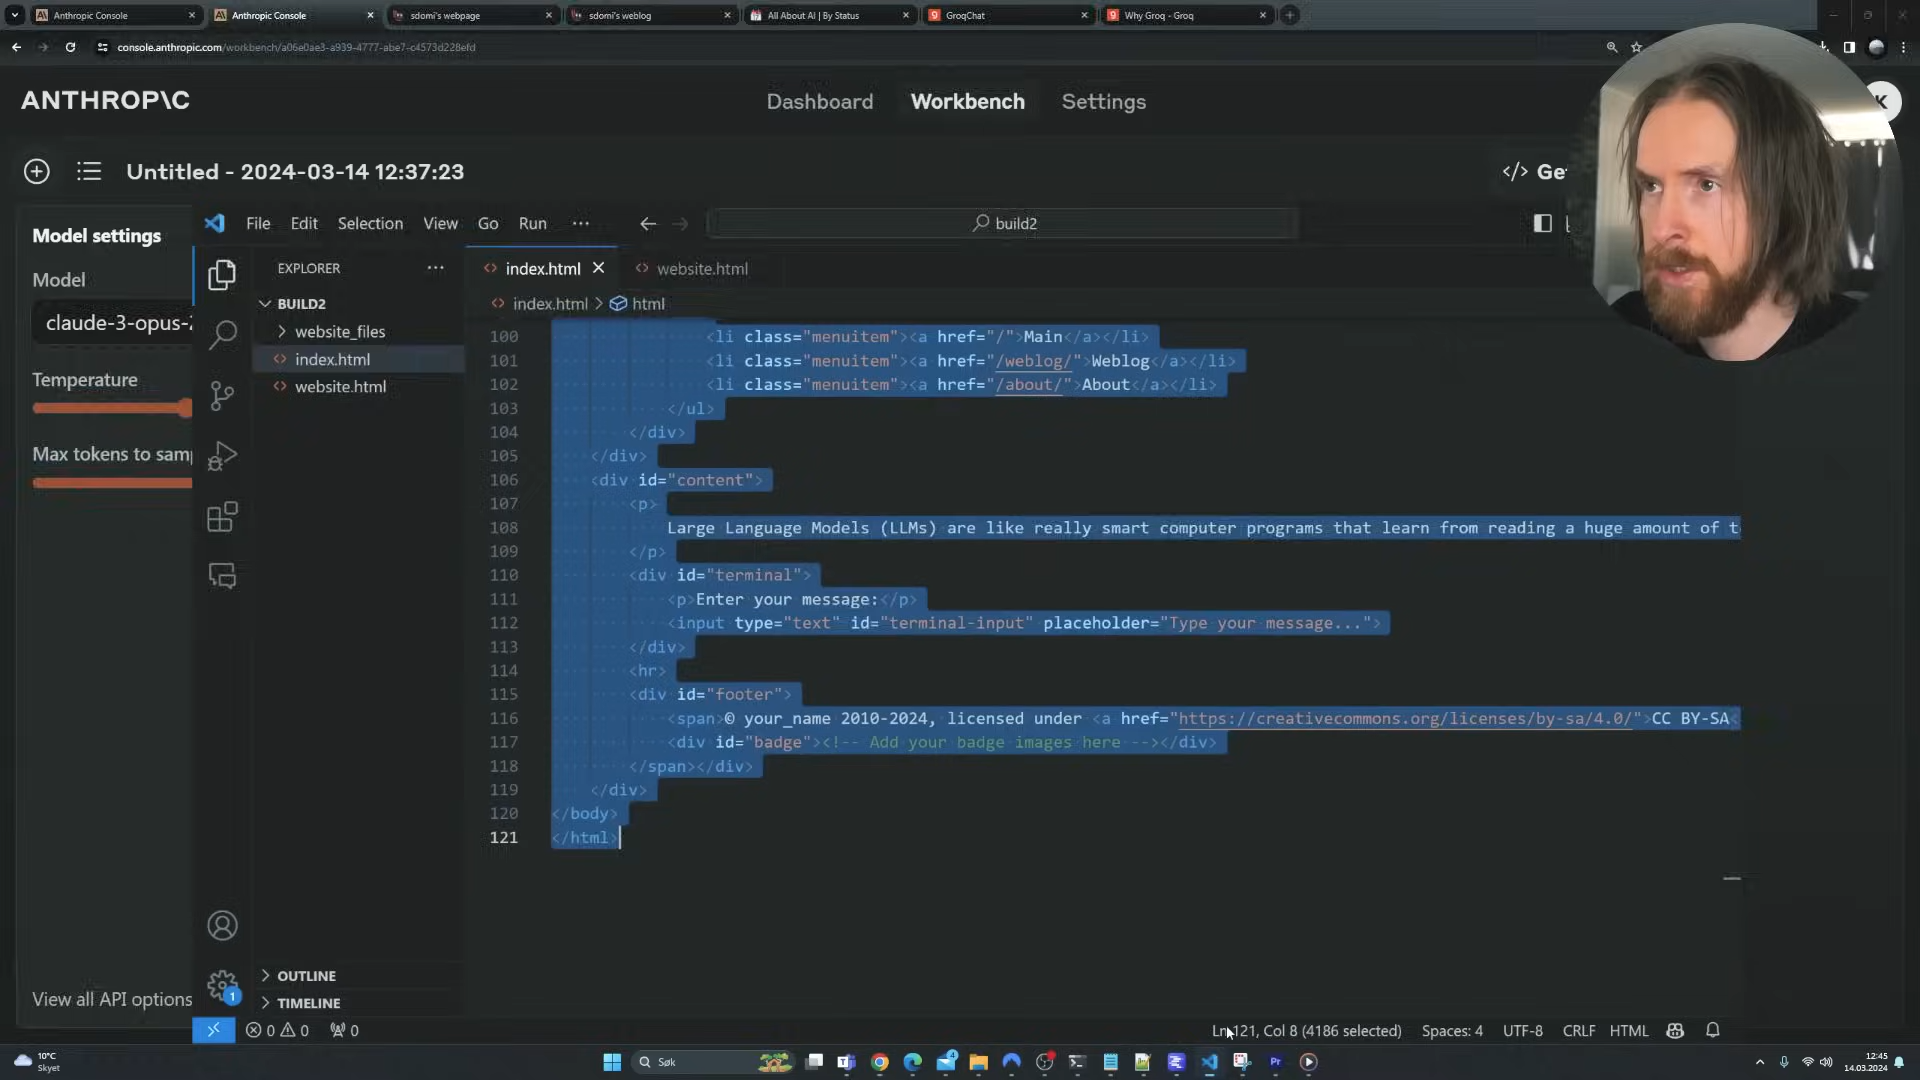 Anthropic Console
Anthropic Console
sdomi's webpage
sdomi's weblog
All About AI | By Status
GroqChat
Why Groq - Groq
console.anthropic.com/workbench/a06e0ae3-a939-4777-abe7-c4573d228efd
ANTHROP\C
Dashboard
Workbench
Settings
K
Untitled - 2024-03-14 12:37:23
</> Ge
Model settings
Model
claude-3-opus-2
Temperature
Max tokens to samp
View all API options
File
Edit
Selection
View
Go
Run
build2
EXPLORER
BUILD2
website_files
index.html
website.html
OUTLINE
TIMELINE
index.html
website.html
index.html > html
100 <li class="menuitem"><a href="/">Main</a></li>
101 <li class="menuitem"><a href="/weblog/">Weblog</a></li>
102 <li class="menuitem"><a href="/about/">About</a></li>
103 </ul>
104 </div>
105 </div>
106 <div id="content">
107 <p>
108 Large Language Models (LLMs) are like really smart computer programs that learn from reading a huge amount of t
109 </p>
110 <div id="terminal">
111 <p>Enter your message:</p>
112 <input type="text" id="terminal-input" placeholder="Type your message...">
113 </div>
114 <hr>
115 <div id="footer">
116 <span>© your_name 2010-2024, licensed under <a href="https://creativecommons.org/licenses/by-sa/4.0/">CC BY-SA<
117 <div id="badge"><!-- Add your badge images here --></div>
118 </span></div>
119 </div>
120 </body>
121 </html>
1
0 0 0
Ln 121, Col 8 (4186 selected)
Spaces: 4
UTF-8
CRLF
HTML
10°C
Skyet
Søk
4
12:45
14.03.2024